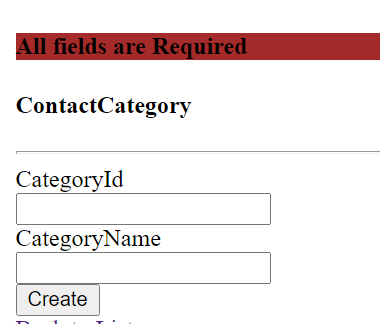 All fields are Required
ContactCategory
CategoryId
CategoryName
Create